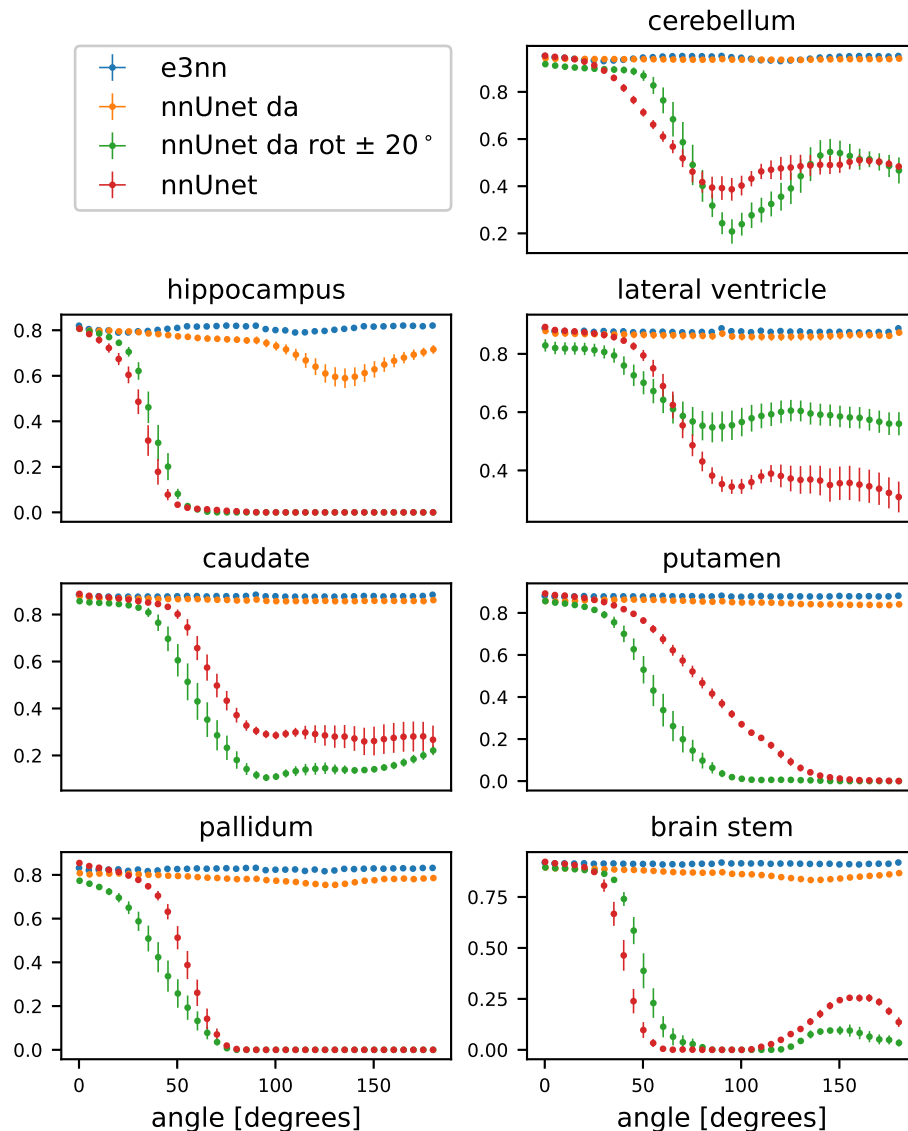 cerebellum
e3nn
nnUnet da
nnUnet da rot ± 20°
nnUnet
0.8
0.6
0.4
0.2
hippocampus
0.8
0.6
0.4
0.2
0.0
lateral ventricle
0.8
0.6
0.4
caudate
0.8
0.6
0.4
0.2
putamen
0.8
0.6
0.4
0.2
0.0
pallidum
0.8
0.6
0.4
0.2
0.0
0 50 100 150
angle [degrees]
brain stem
0.75
0.50
0.25
0.00
0 50 100 150
angle [degrees]